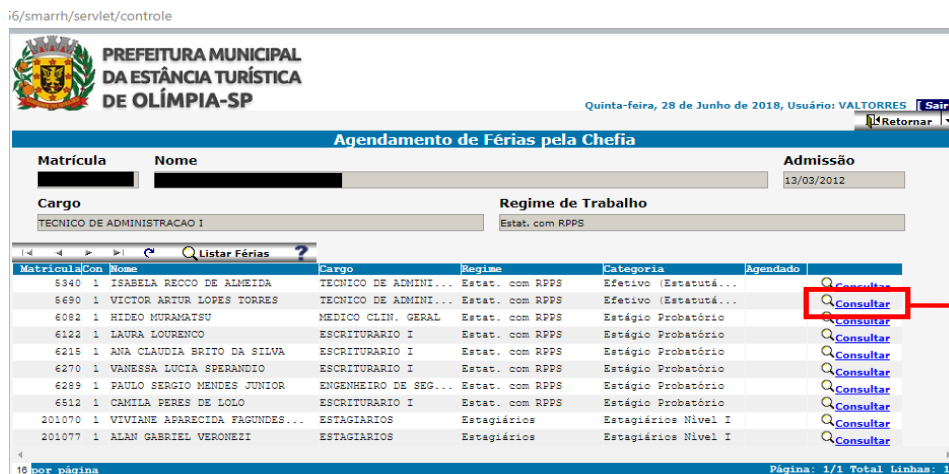 56/smarrh/servlet/controle
PREFEITURA MUNICIPAL
DA ESTÂNCIA TURÍSTICA
DE OLÍMPIA-SP
Quinta-feira, 28 de Junho de 2018, Usuário: VALTORRES [Sair
Retornar
Agendamento de Férias pela Chefia
Matrícula Nome Admissão
13/03/2012
Cargo Regime de Trabalho
TECNICO DE ADMINISTRACAO I Estat. com RPPS
Listar Férias ?
Matrícula Con Nome Cargo Regime Categoria Agendado
5340 1 ISABELA RECCO DE ALMEIDA TECNICO DE ADMINI... Estat. com RPPS Efetivo (Estatutá... Consultar
5690 1 VICTOR ARTUR LOPES TORRES TECNICO DE ADMINI... Estat. com RPPS Efetivo (Estatutá... Consultar
6082 1 HIDEO MURAMATSU MEDICO CLIN. GERAL Estat. com RPPS Estágio Probatório Consultar
6122 1 LAURA LOURENCO ESCRITURARIO I Estat. com RPPS Estágio Probatório Consultar
6215 1 ANA CLAUDIA BRITO DA SILVA ESCRITURARIO I Estat. com RPPS Estágio Probatório Consultar
6270 1 VANESSA LUCIA SPERANDIO ESCRITURARIO I Estat. com RPPS Estágio Probatório Consultar
6289 1 PAULO SERGIO MENDES JUNIOR ENGENHEIRO DE SEG... Estat. com RPPS Estágio Probatório Consultar
6512 1 CAMILA PERES DE LOLO ESCRITURARIO I Estat. com RPPS Estágio Probatório Consultar
201070 1 VIVIANE APARECIDA FAGUNDES... ESTAGIARIOS Estagiários Estagiários Nível I Consultar
201077 1 ALAN GABRIEL VERONEZI ESTAGIARIOS Estagiários Estagiários Nível I Consultar
16 por página Página: 1/1 Total Linhas: 1